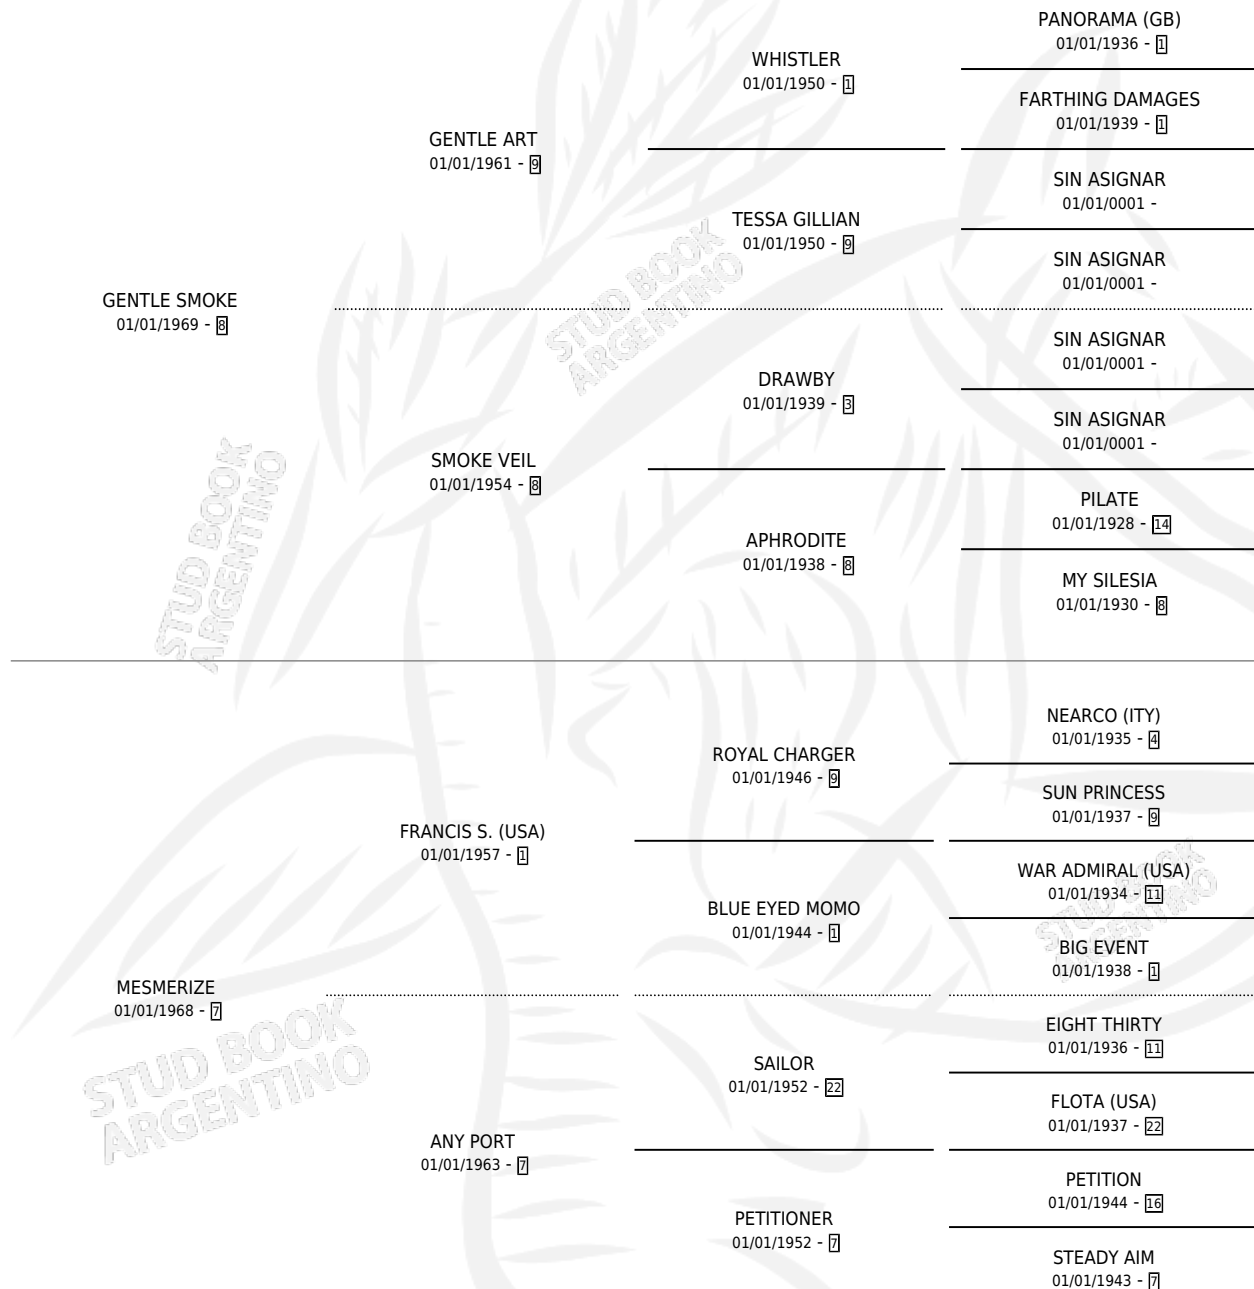 PANORAMA (GB)
01/01/1936 - 1
WHISTLER
01/01/1950 - 1
FARTHING DAMAGES
01/01/1939 - 1
GENTLE ART
01/01/1961 - 9
SIN ASIGNAR
01/01/0001 -
TESSA GILLIAN
01/01/1950 - 9
SIN ASIGNAR
01/01/0001 -
GENTLE SMOKE
01/01/1969 - 8
SIN ASIGNAR
01/01/0001 -
DRAWBY
01/01/1939 - 3
SIN ASIGNAR
01/01/0001 -
SMOKE VEIL
01/01/1954 - 8
PILATE
01/01/1928 - 14
APHRODITE
01/01/1938 - 8
MY SILESIA
01/01/1930 - 8
NEARCO (ITY)
01/01/1935 - 4
ROYAL CHARGER
01/01/1946 - 9
SUN PRINCESS
01/01/1937 - 9
FRANCIS S. (USA)
01/01/1957 - 1
WAR ADMIRAL (USA)
01/01/1934 - 11
BLUE EYED MOMO
01/01/1944 - 1
BIG EVENT
01/01/1938 - 1
MESMERIZE
01/01/1968 - 7
EIGHT THIRTY
01/01/1936 - 11
SAILOR
01/01/1952 - 22
FLOTA (USA)
01/01/1937 - 22
ANY PORT
01/01/1963 - 7
PETITION
01/01/1944 - 16
PETITIONER
01/01/1952 - 7
STEADY AIM
01/01/1943 - 7
STUD BOOK
ARGENTINO
STUD BOOK
ARGENTINO
STUD BOOK
ARGENTINO
STUD BOOK
ARGENTINO